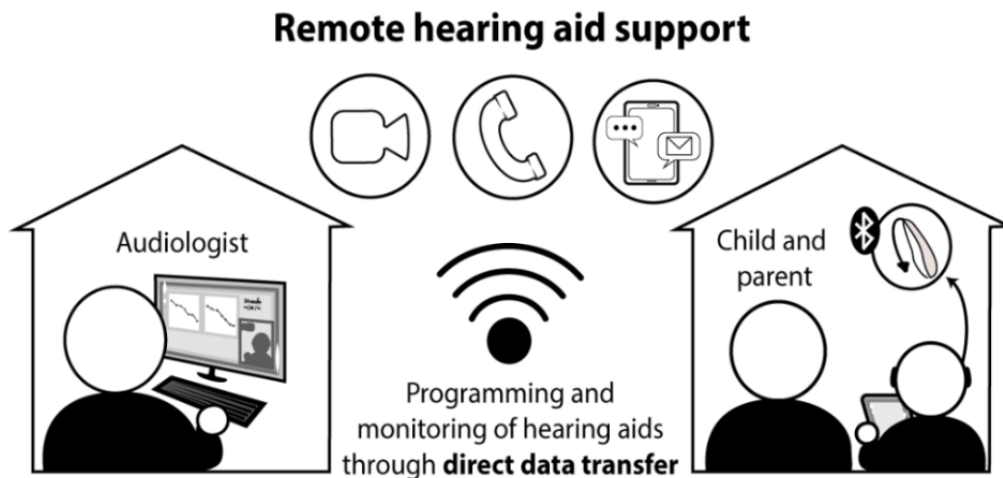 Remote hearing aid support
Audiologist
Child and
parent
Programming and
monitoring of hearing aids
through direct data transfer